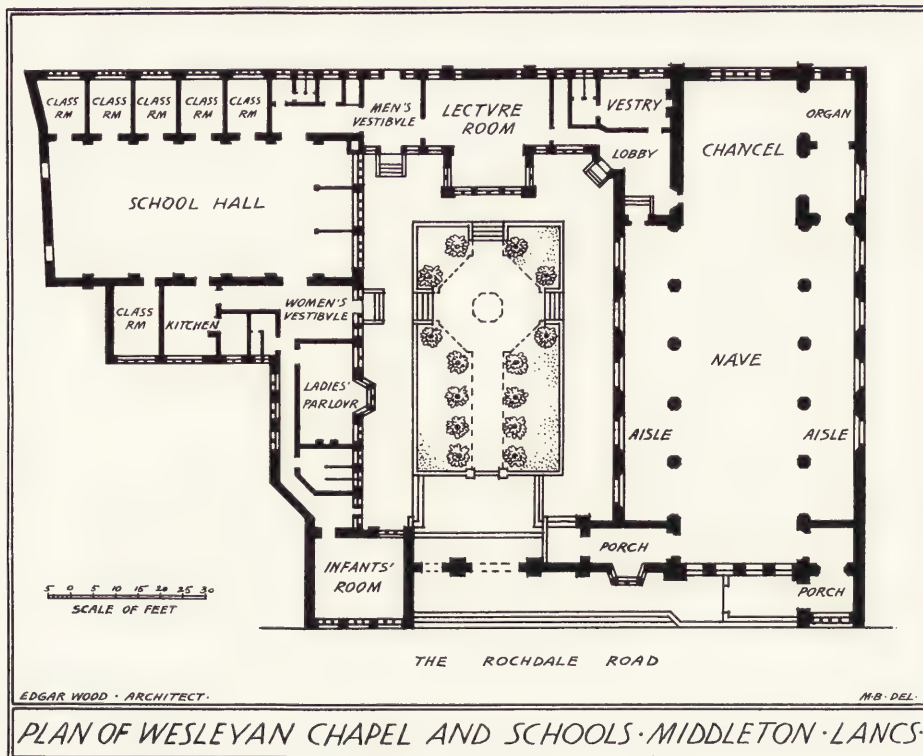 CLASS RM
CLASS RM
CLASS RM
CLASS RM
CLASS RM
MEN'S
VESTIBVLE
LECTVRE
ROOM
VESTRY
LOBBY
CHANCEL
ORGAN
SCHOOL HALL
CLASS
RM
KITCHEN
WOMEN'S
VESTIBVLE
LADIES'
PARLOVR
NAVE
AISLE
AISLE
INFANTS'
ROOM
PORCH
PORCH
5 0 5 10 15 20 25 30
SCALE OF FEET
THE ROCHDALE ROAD
EDGAR WOOD · ARCHITECT ·
M·B· DEL·
PLAN OF WESLEYAN CHAPEL AND SCHOOLS · MIDDLETON · LANCS